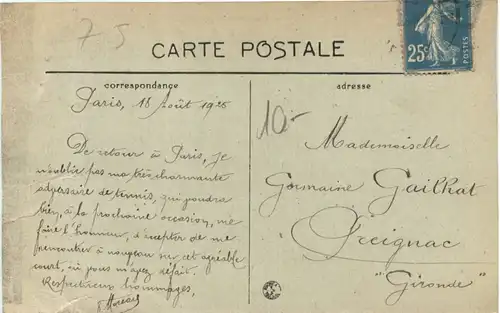 75
CARTE POSTALE
25c
POSTES
correspondance
adresse
Paris, 18 Août 1926
10-
De retour à Paris, je
n'oublie pas ma très charmante
adversaire de tennis, qui voudra
bien, à la prochaine occasion, me
faire l'honneur, d'accepter de me
rencontrer à nouveau sur cet agréable
court, où vous m'avez défait.
Respectueux hommages,
Mademoiselle
Germaine Gailhat
Preignac
"Gironde"